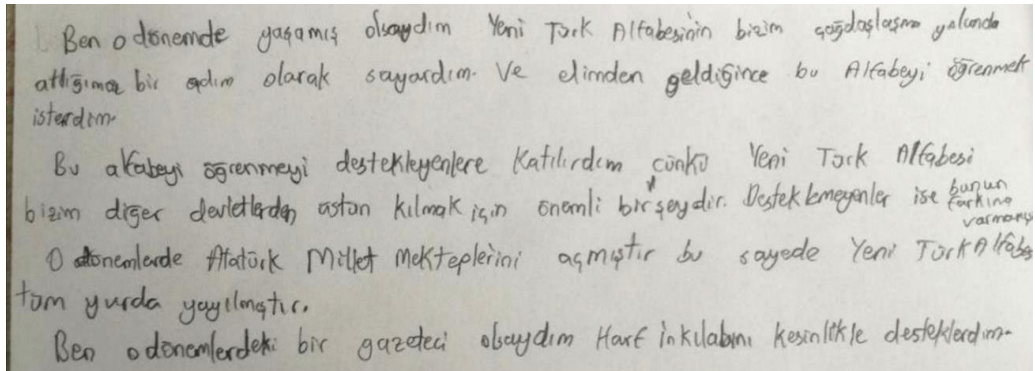 Ben o dönemde yaşamış olsaydım Yeni Türk Alfabesinin bizim çağdaşlaşma yolunda
attığımız bir adım olarak sayardım. Ve elimden geldiğince bu Alfabeyi öğrenmek
isterdim.
Bu alfabeyi öğrenmeyi destekleyenlere katılırdım çünkü Yeni Türk Alfabesi
bizim diğer devletlerden üstün kılmak için önemli bir şeydir. Desteklemeyenler ise bunun
farkına
varmamış
O dönemlerde Atatürk Millet Mekteplerini açmıştır bu sayede Yeni Türk Alfabes
tüm yurda yayılmıştır.
Ben o dönemlerdeki bir gazeteci olsaydım Harf inkılabını kesinlikle desteklerdim.